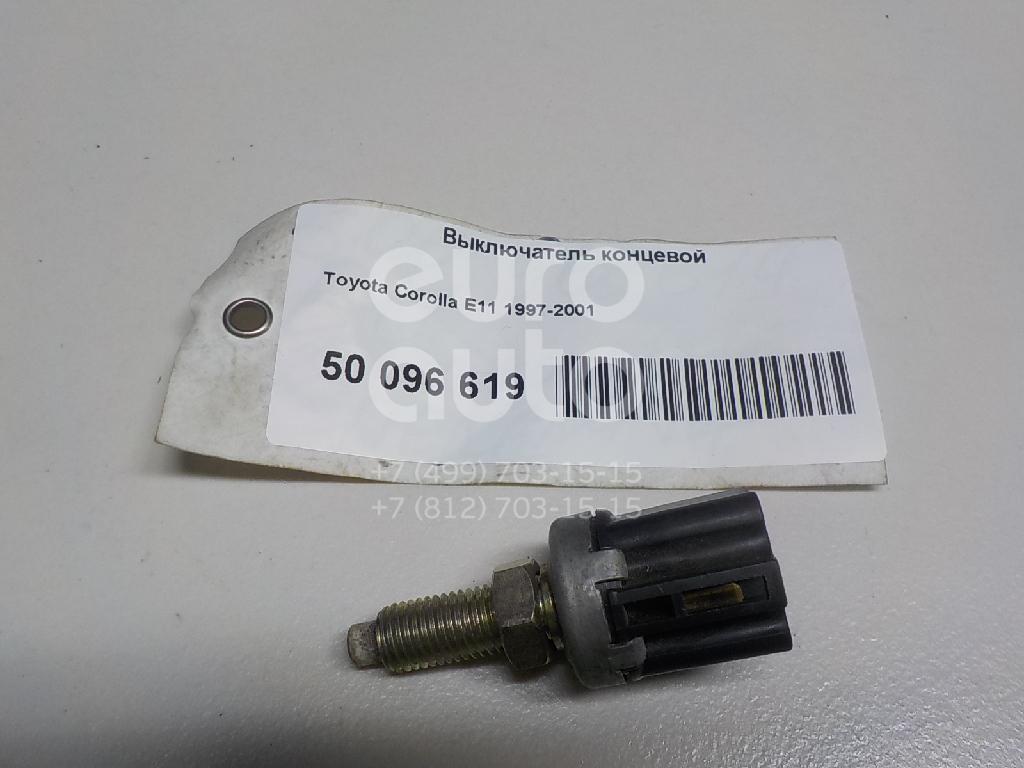 Выключатель концевой
Toyota Corolla E11 1997-2001
50 096 619
euro
auto
+7 (499) 703-15-15
+7 (812) 703-15-15